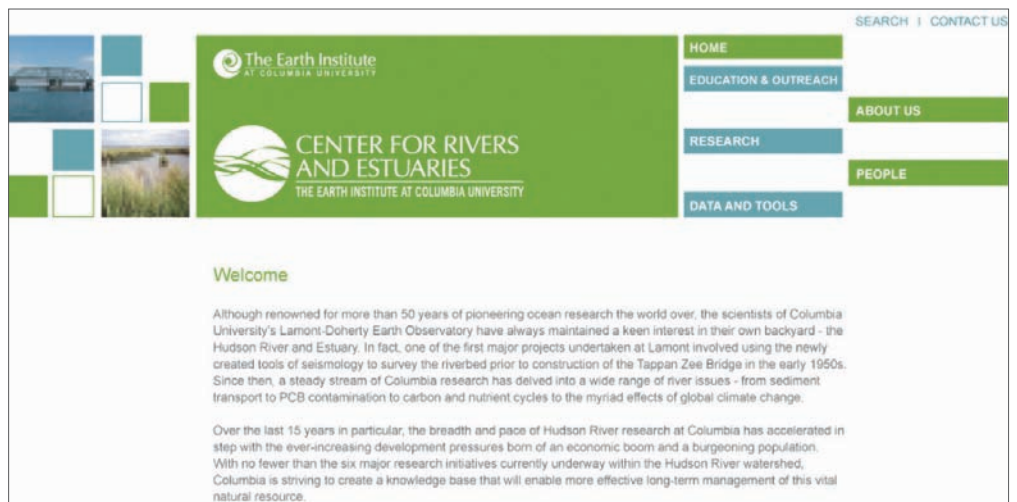 SEARCH | CONTACT US
The Earth Institute
AT COLUMBIA UNIVERSITY
CENTER FOR RIVERS
AND ESTUARIES
THE EARTH INSTITUTE AT COLUMBIA UNIVERSITY
HOME
EDUCATION & OUTREACH
ABOUT US
RESEARCH
PEOPLE
DATA AND TOOLS
Welcome
Although renowned for more than 50 years of pioneering ocean research the world over, the scientists of Columbia
University's Lamont-Doherty Earth Observatory have always maintained a keen interest in their own backyard - the
Hudson River and Estuary. In fact, one of the first major projects undertaken at Lamont involved using the newly
created tools of seismology to survey the riverbed prior to construction of the Tappan Zee Bridge in the early 1950s.
Since then, a steady stream of Columbia research has delved into a wide range of river issues - from sediment
transport to PCB contamination to carbon and nutrient cycles to the myriad effects of global climate change.
Over the last 15 years in particular, the breadth and pace of Hudson River research at Columbia has accelerated in
step with the ever-increasing development pressures born of an economic boom and a burgeoning population.
With no fewer than the six major research initiatives currently underway within the Hudson River watershed,
Columbia is striving to create a knowledge base that will enable more effective long-term management of this vital
natural resource.